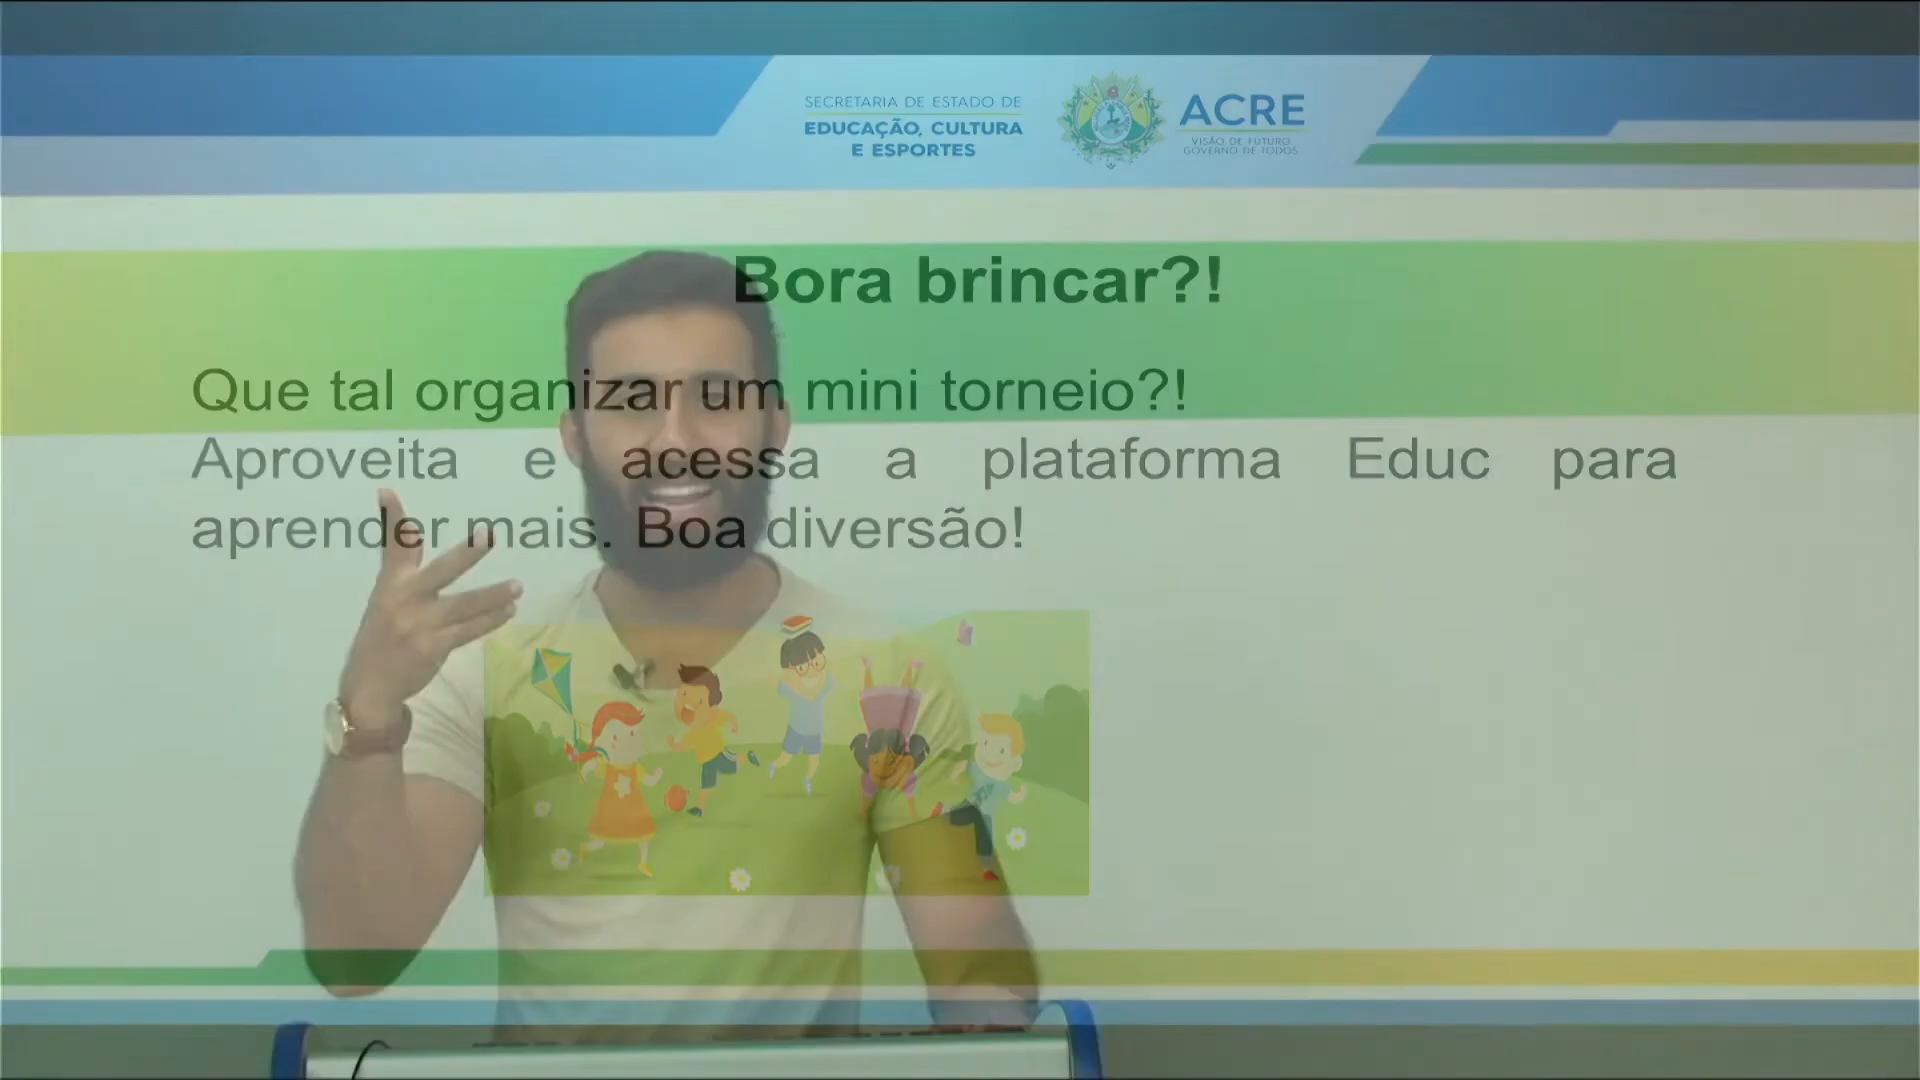 SECRETARIA DE ESTADO DE
EDUCAÇÃO, CULTURA
E ESPORTES
ACRE
VISÃO DE FUTURO
GOVERNO DE TODOS
Bora brincar?!
Que tal organizar um mini torneio?!
Aproveita e acessa a plataforma Educ para
aprender mais. Boa diversão!